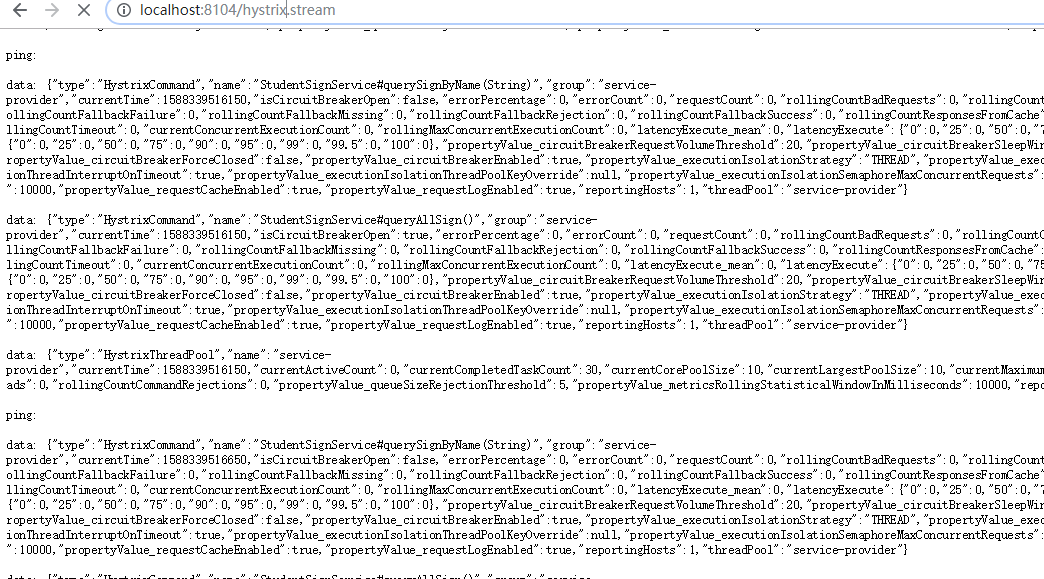 localhost:8104/hystrix.stream
ping:
data: {"type":"HystrixCommand","name":"StudentSignService#querySignByName(String)","group":"service-
provider","currentTime":1588339516150,"isCircuitBreakerOpen":false,"errorPercentage":0,"errorCount":0,"requestCount":0,"rollingCountBadRequests":0,"rollingCount
ollingCountFallbackFailure":0,"rollingCountFallbackMissing":0,"rollingCountFallbackRejection":0,"rollingCountFallbackSuccess":0,"rollingCountResponsesFromCache"
llingCountTimeout":0,"currentConcurrentExecutionCount":0,"rollingMaxConcurrentExecutionCount":0,"latencyExecute_mean":0,"latencyExecute":{"0":0,"25":0,"50":0,"7
{"0":0,"25":0,"50":0,"75":0,"90":0,"95":0,"99":0,"99.5":0,"100":0},"propertyValue_circuitBreakerRequestVolumeThreshold":20,"propertyValue_circuitBreakerSleepWin
ropertyValue_circuitBreakerForceClosed":false,"propertyValue_circuitBreakerEnabled":true,"propertyValue_executionIsolationStrategy":"THREAD","propertyValue_exec
ionThreadInterruptOnTimeout":true,"propertyValue_executionIsolationThreadPoolKeyOverride":null,"propertyValue_executionIsolationSemaphoreMaxConcurrentRequests":
":10000,"propertyValue_requestCacheEnabled":true,"propertyValue_requestLogEnabled":true,"reportingHosts":1,"threadPool":"service-provider"}
data: {"type":"HystrixCommand","name":"StudentSignService#queryAllSign()","group":"service-
provider","currentTime":1588339516150,"isCircuitBreakerOpen":true,"errorPercentage":0,"errorCount":0,"requestCount":0,"rollingCountBadRequests":0,"rollingCount
llingCountFallbackFailure":0,"rollingCountFallbackMissing":0,"rollingCountFallbackRejection":0,"rollingCountFallbackSuccess":0,"rollingCountResponsesFromCache":
lingCountTimeout":0,"currentConcurrentExecutionCount":0,"rollingMaxConcurrentExecutionCount":0,"latencyExecute_mean":0,"latencyExecute":{"0":0,"25":0,"50":0,"75
{"0":0,"25":0,"50":0,"75":0,"90":0,"95":0,"99":0,"99.5":0,"100":0},"propertyValue_circuitBreakerRequestVolumeThreshold":20,"propertyValue_circuitBreakerSleepWin
ropertyValue_circuitBreakerForceClosed":false,"propertyValue_circuitBreakerEnabled":true,"propertyValue_executionIsolationStrategy":"THREAD","propertyValue_exec
ionThreadInterruptOnTimeout":true,"propertyValue_executionIsolationThreadPoolKeyOverride":null,"propertyValue_executionIsolationSemaphoreMaxConcurrentRequests":
":10000,"propertyValue_requestCacheEnabled":true,"propertyValue_requestLogEnabled":true,"reportingHosts":1,"threadPool":"service-provider"}
data: {"type":"HystrixThreadPool","name":"service-
provider","currentTime":1588339516150,"currentActiveCount":0,"currentCompletedTaskCount":30,"currentCorePoolSize":10,"currentLargestPoolSize":10,"currentMaximum
ads":0,"rollingCountCommandRejections":0,"propertyValue_queueSizeRejectionThreshold":5,"propertyValue_metricsRollingStatisticalWindowInMilliseconds":10000,"repo
ping:
data: {"type":"HystrixCommand","name":"StudentSignService#querySignByName(String)","group":"service-
provider","currentTime":1588339516650,"isCircuitBreakerOpen":false,"errorPercentage":0,"errorCount":0,"requestCount":0,"rollingCountBadRequests":0,"rollingCount
ollingCountFallbackFailure":0,"rollingCountFallbackMissing":0,"rollingCountFallbackRejection":0,"rollingCountFallbackSuccess":0,"rollingCountResponsesFromCache"
llingCountTimeout":0,"currentConcurrentExecutionCount":0,"rollingMaxConcurrentExecutionCount":0,"latencyExecute_mean":0,"latencyExecute":{"0":0,"25":0,"50":0,"7
{"0":0,"25":0,"50":0,"75":0,"90":0,"95":0,"99":0,"99.5":0,"100":0},"propertyValue_circuitBreakerRequestVolumeThreshold":20,"propertyValue_circuitBreakerSleepWin
ropertyValue_circuitBreakerForceClosed":false,"propertyValue_circuitBreakerEnabled":true,"propertyValue_executionIsolationStrategy":"THREAD","propertyValue_exec
ionThreadInterruptOnTimeout":true,"propertyValue_executionIsolationThreadPoolKeyOverride":null,"propertyValue_executionIsolationSemaphoreMaxConcurrentRequests":
":10000,"propertyValue_requestCacheEnabled":true,"propertyValue_requestLogEnabled":true,"reportingHosts":1,"threadPool":"service-provider"}